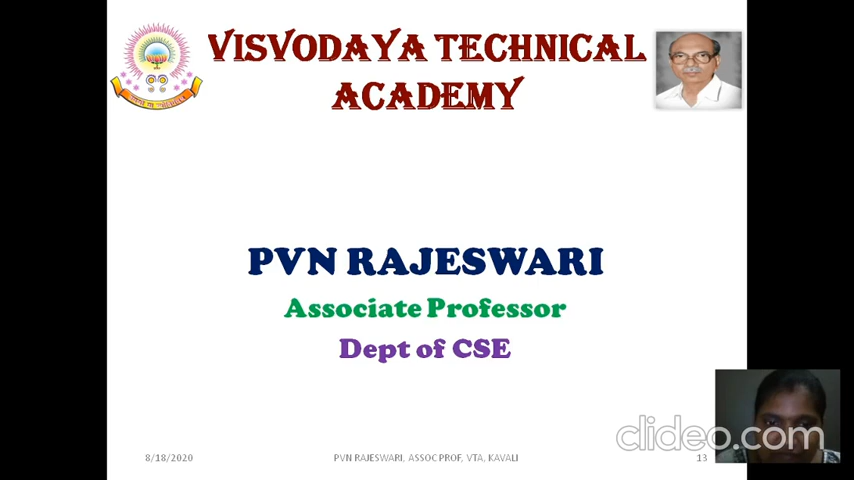 VISVODAYA TECHNICAL
ACADEMY
PVN RAJESWARI
Associate Professor
Dept of CSE
8/18/2020
PVN RAJESWARI, ASSOC PROF, VTA, KAVALI
13
clideo.com